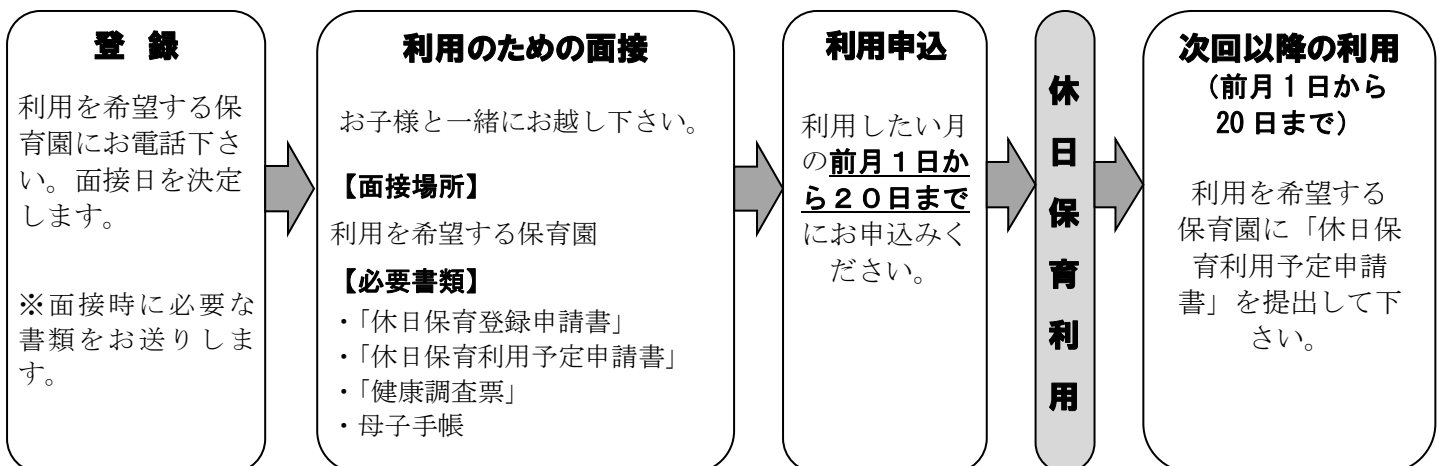 登 録
利用を希望する保
育園にお電話下さ
い。面接日を決定
します。
※面接時に必要な
書類をお送りしま
す。
利用のための面接
お子様と一緒にお越し下さい。
【面接場所】
利用を希望する保育園
【必要書類】
・「休日保育登録申請書」
・「休日保育利用予定申請書」
・「健康調査票」
・母子手帳
利用申込
利用したい月
の前月１日か
ら２０日まで
にお申込みく
ださい。
休
日
保
育
利
用
次回以降の利用
（前月１日から
20 日まで）
利用を希望する
保育園に「休日保
育利用予定申請
書」を提出して下
さい。